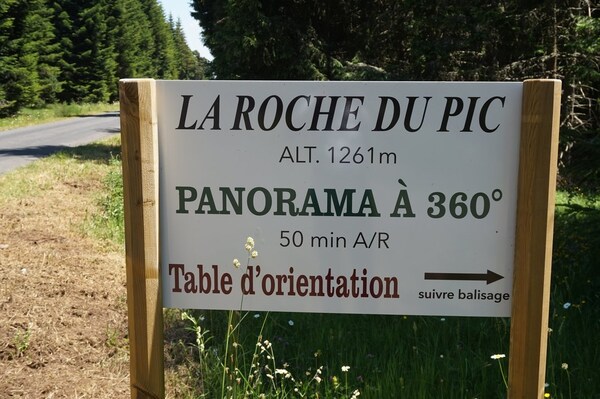 LA ROCHE DU PIC
ALT. 1261m
PANORAMA À 360°
50 min A/R
Table d'orientation
suivre balisage